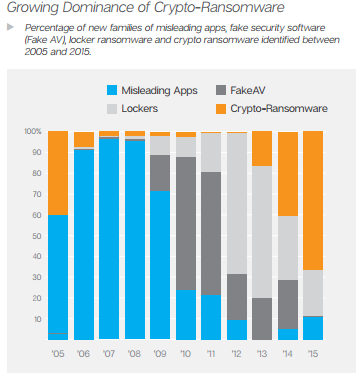 Growing Dominance of Crypto-Ransomware
Percentage of new families of misleading apps, fake security software
(Fake AV), locker ransomware and crypto ransomware identified between
2005 and 2015.
Misleading Apps FakeAV
Lockers Crypto-Ransomware
100%
90
80
70
60
50
40
30
20
10
'05 '06 '07 '08 '09 '10 '11 '12 '13 '14 '15